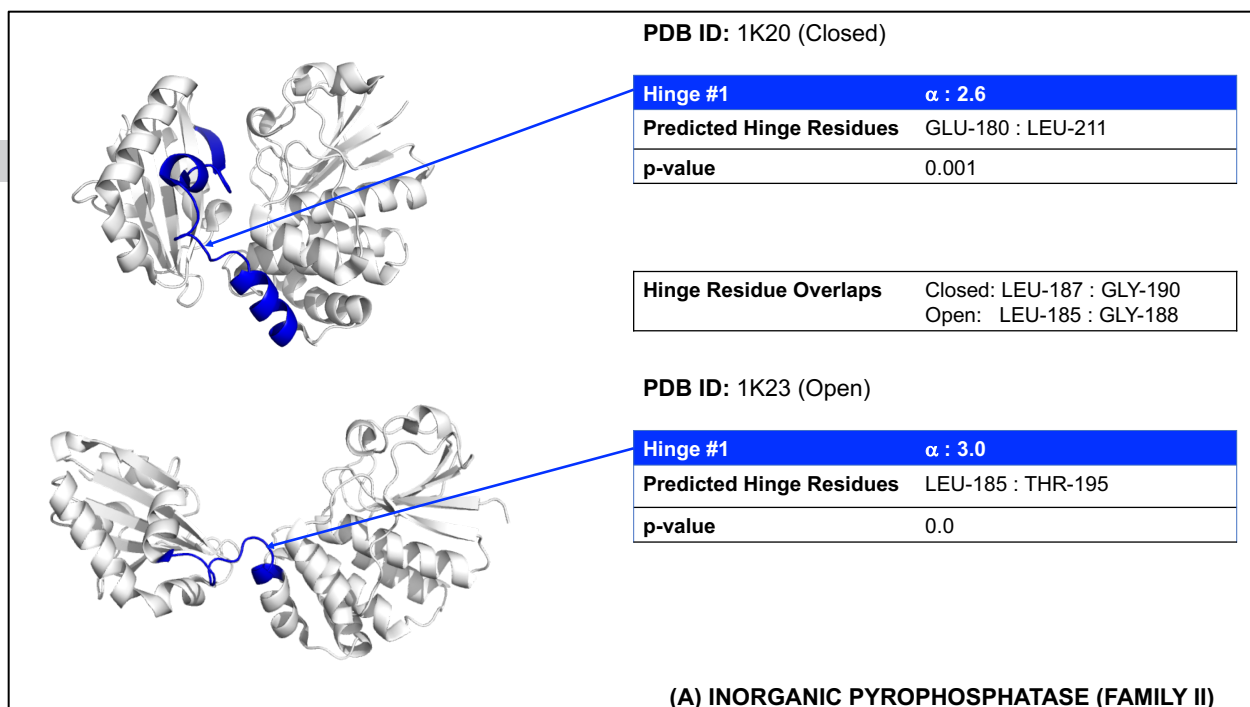 PDB ID: 1K20 (Closed)
Hinge #1 α : 2.6
Predicted Hinge Residues GLU-180 : LEU-211
p-value 0.001
Hinge Residue Overlaps Closed: LEU-187 : GLY-190
Open: LEU-185 : GLY-188
PDB ID: 1K23 (Open)
Hinge #1 α : 3.0
Predicted Hinge Residues LEU-185 : THR-195
p-value 0.0
(A) INORGANIC PYROPHOSPHATASE (FAMILY II)